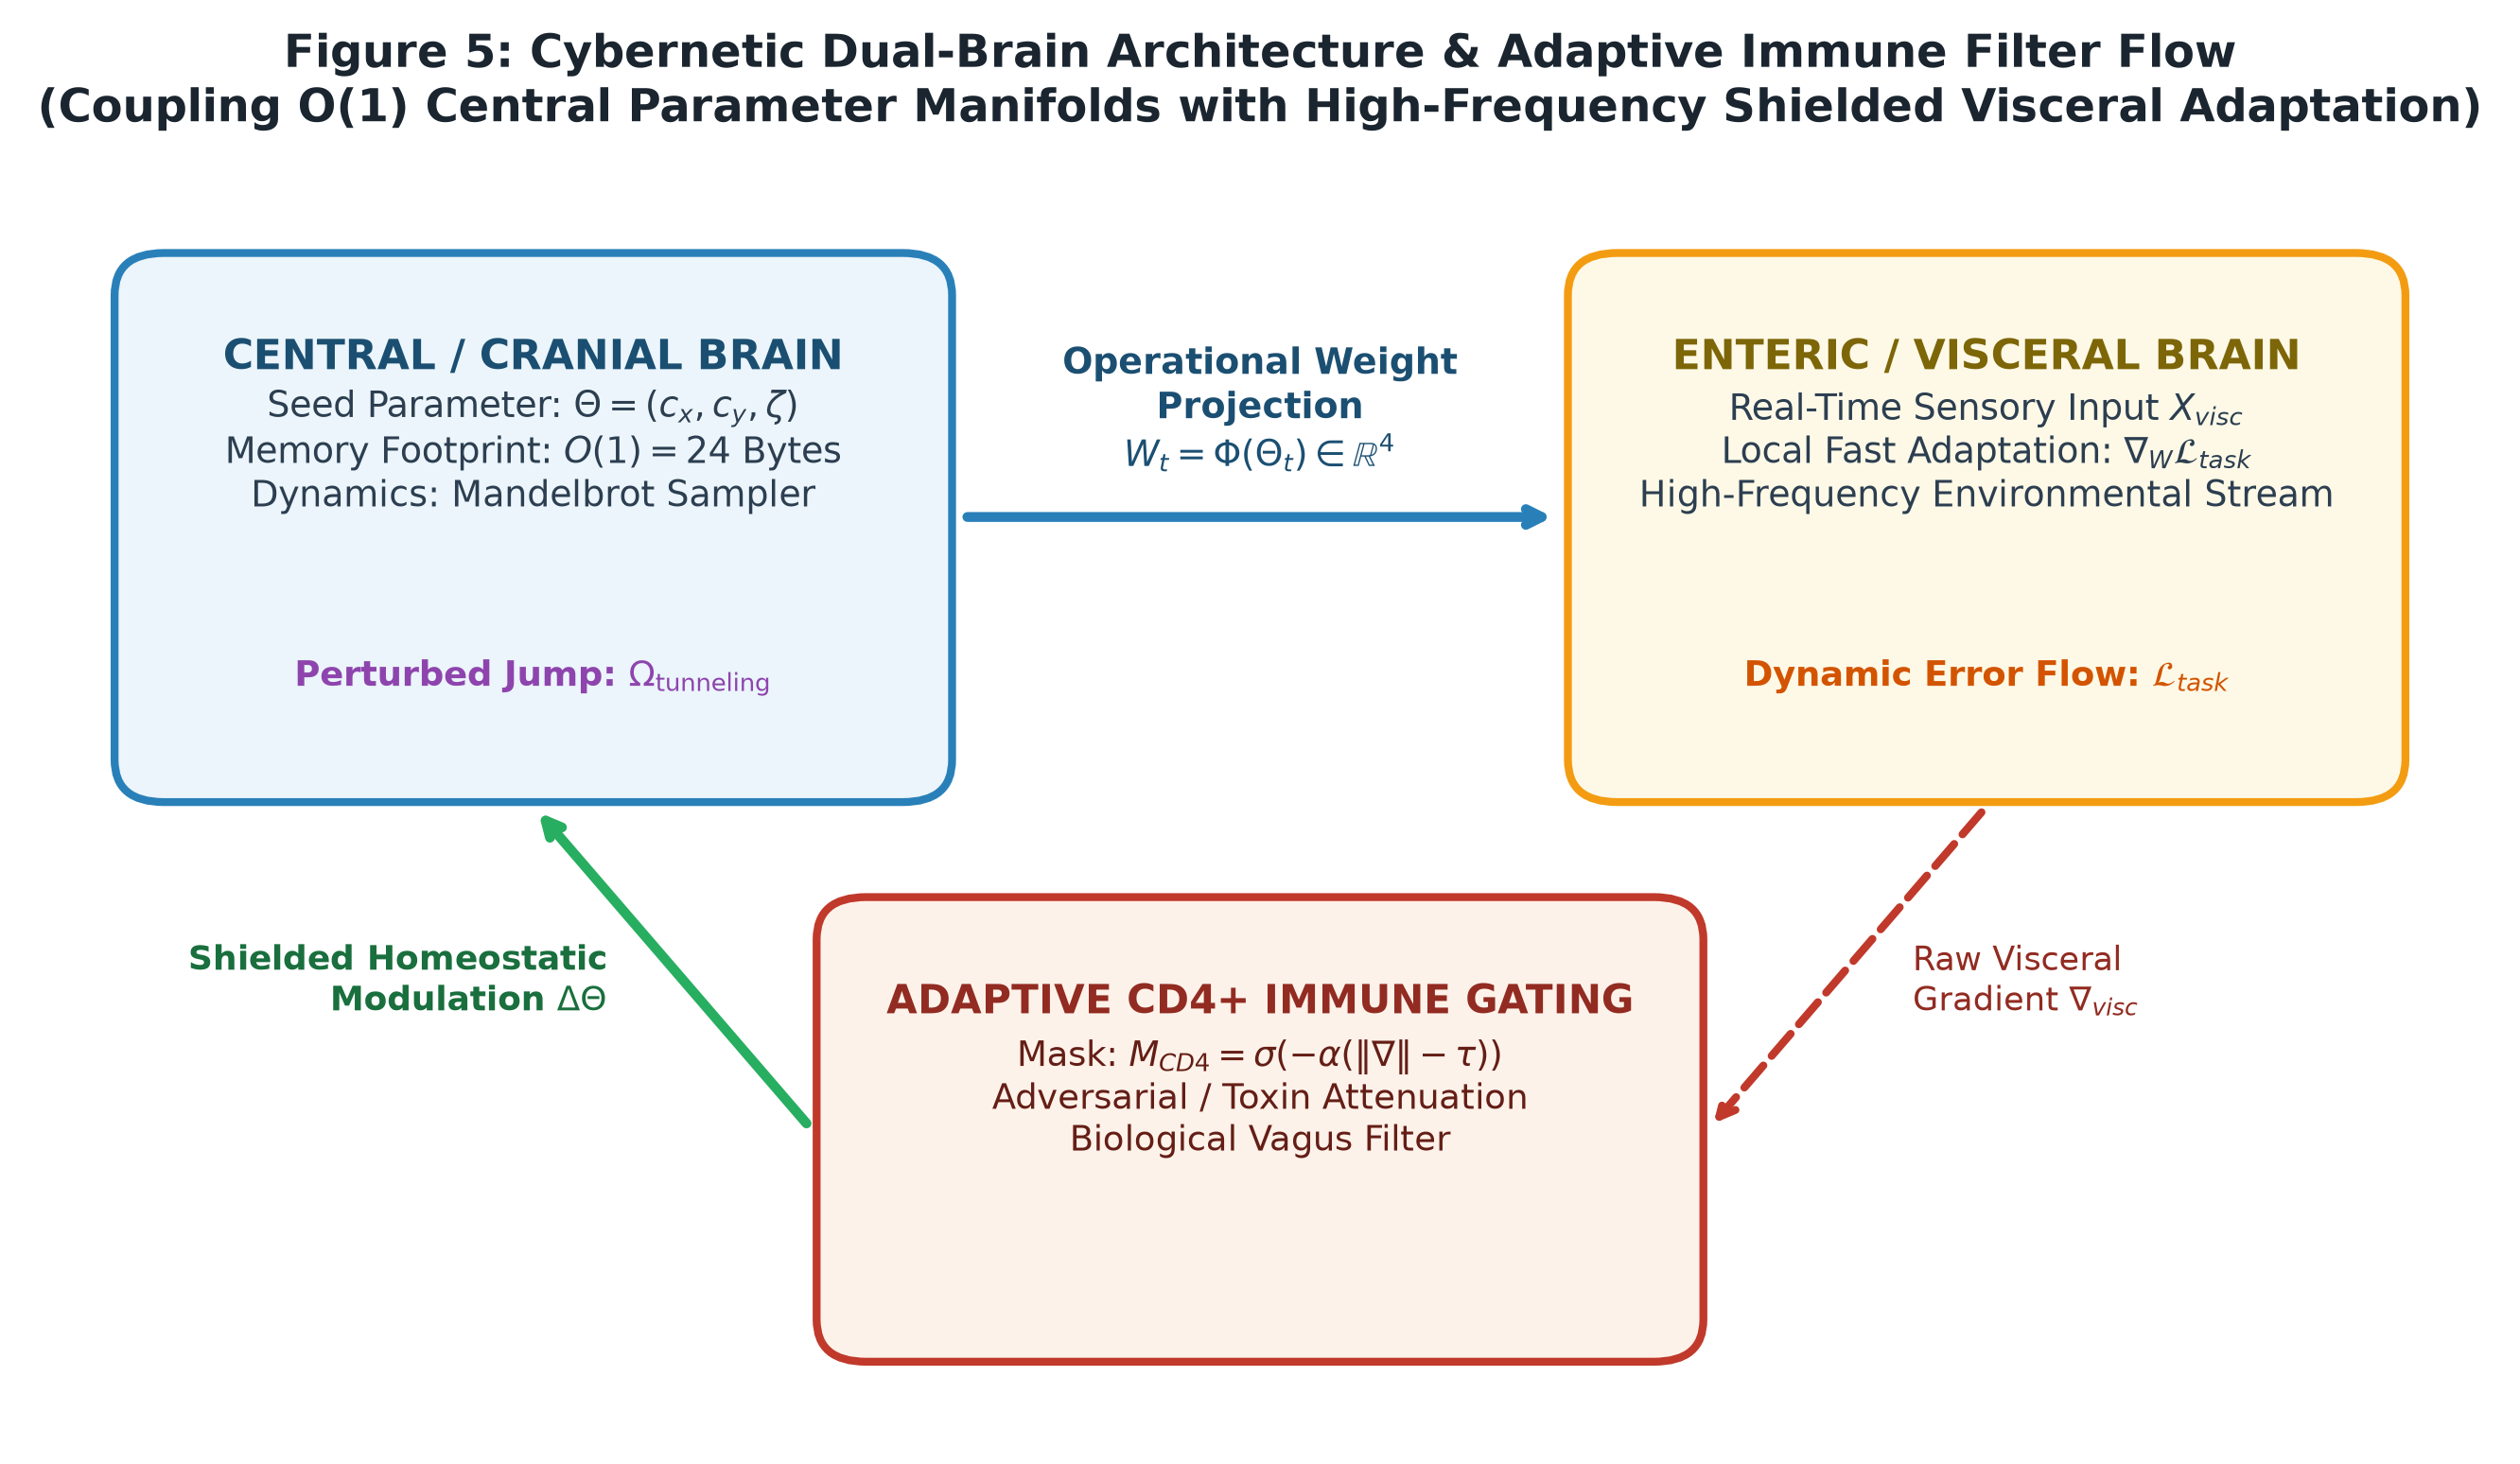 Figure 5: Cybernetic Dual-Brain Architecture & Adaptive Immune Filter Flow
(Coupling O(1) Central Parameter Manifolds with High-Frequency Shielded Visceral Adaptation)
CENTRAL / CRANIAL BRAIN
Seed Parameter: Θ = (c_x, c_y, ζ)
Memory Footprint: O(1) = 24 Bytes
Dynamics: Mandelbrot Sampler
Perturbed Jump: Ω_tunneling
Operational Weight
Projection
W_t = Φ(Θ_t) ∈ ℝ^4
ENTERIC / VISCERAL BRAIN
Real-Time Sensory Input X_visc
Local Fast Adaptation: ∇_W ℒ_task
High-Frequency Environmental Stream
Dynamic Error Flow: ℒ_task
Shielded Homeostatic
Modulation ΔΘ
ADAPTIVE CD4+ IMMUNE GATING
Mask: M_CD4 = σ(−α(‖∇‖ − τ))
Adversarial / Toxin Attenuation
Biological Vagus Filter
Raw Visceral
Gradient ∇_visc